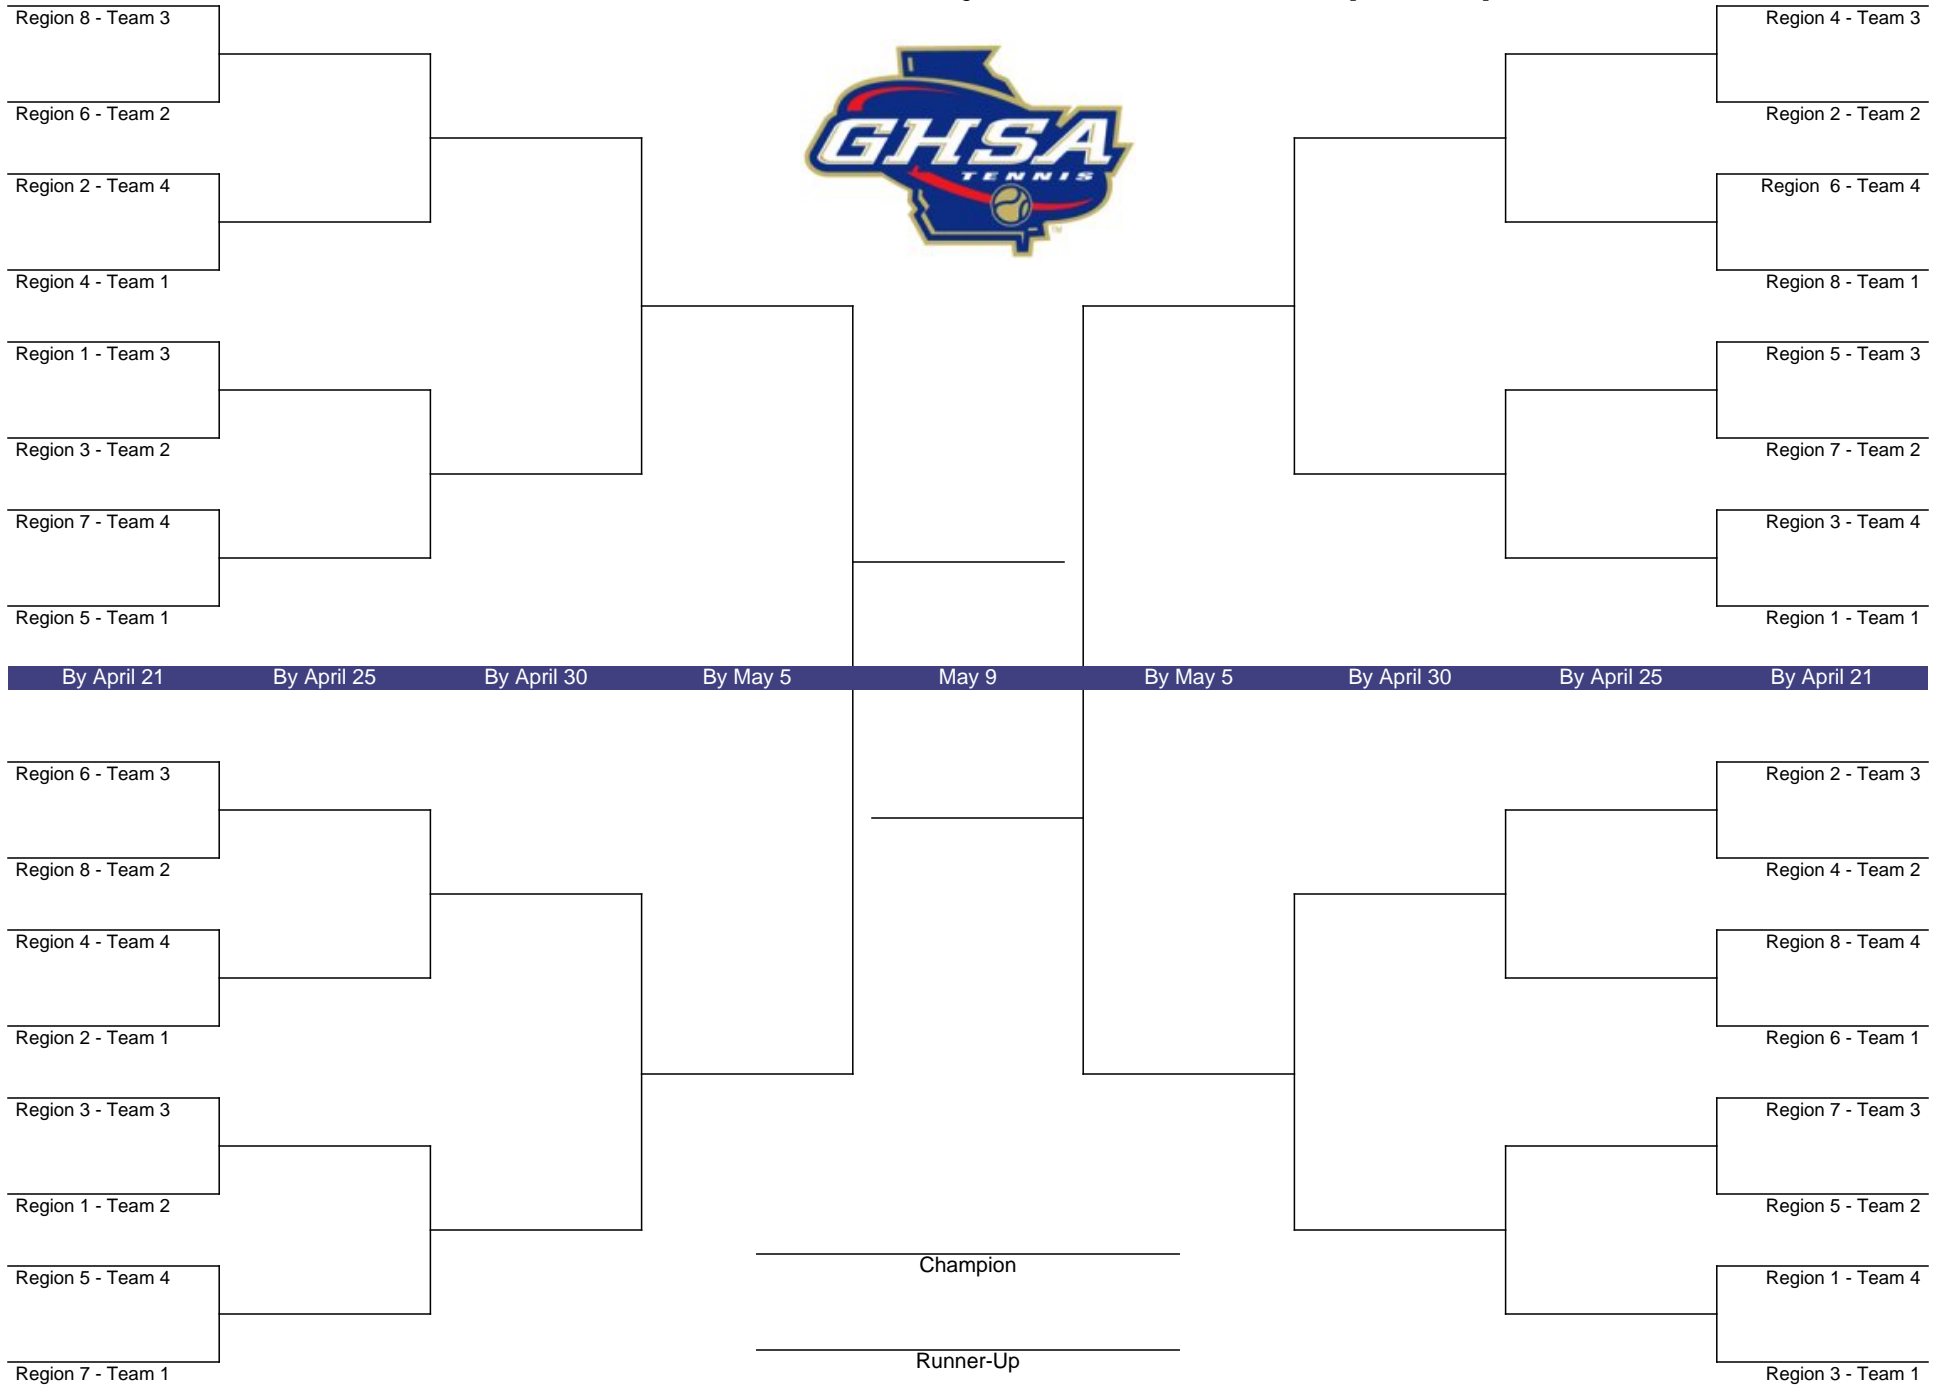 Region 8 - Team 3
Region 6 - Team 2
Region 2 - Team 4
Region 4 - Team 1
Region 1 - Team 3
Region 3 - Team 2
Region 7 - Team 4
Region 5 - Team 1
GHSA
TENNIS
TM
Region 4 - Team 3
Region 2 - Team 2
Region 6 - Team 4
Region 8 - Team 1
Region 5 - Team 3
Region 7 - Team 2
Region 3 - Team 4
Region 1 - Team 1
By April 21 By April 25 By April 30 By May 5 May 9 By May 5 By April 30 By April 25 By April 21
Region 6 - Team 3
Region 8 - Team 2
Region 4 - Team 4
Region 2 - Team 1
Region 3 - Team 3
Region 1 - Team 2
Region 5 - Team 4
Region 7 - Team 1
Champion
Runner-Up
Region 2 - Team 3
Region 4 - Team 2
Region 8 - Team 4
Region 6 - Team 1
Region 7 - Team 3
Region 5 - Team 2
Region 1 - Team 4
Region 3 - Team 1